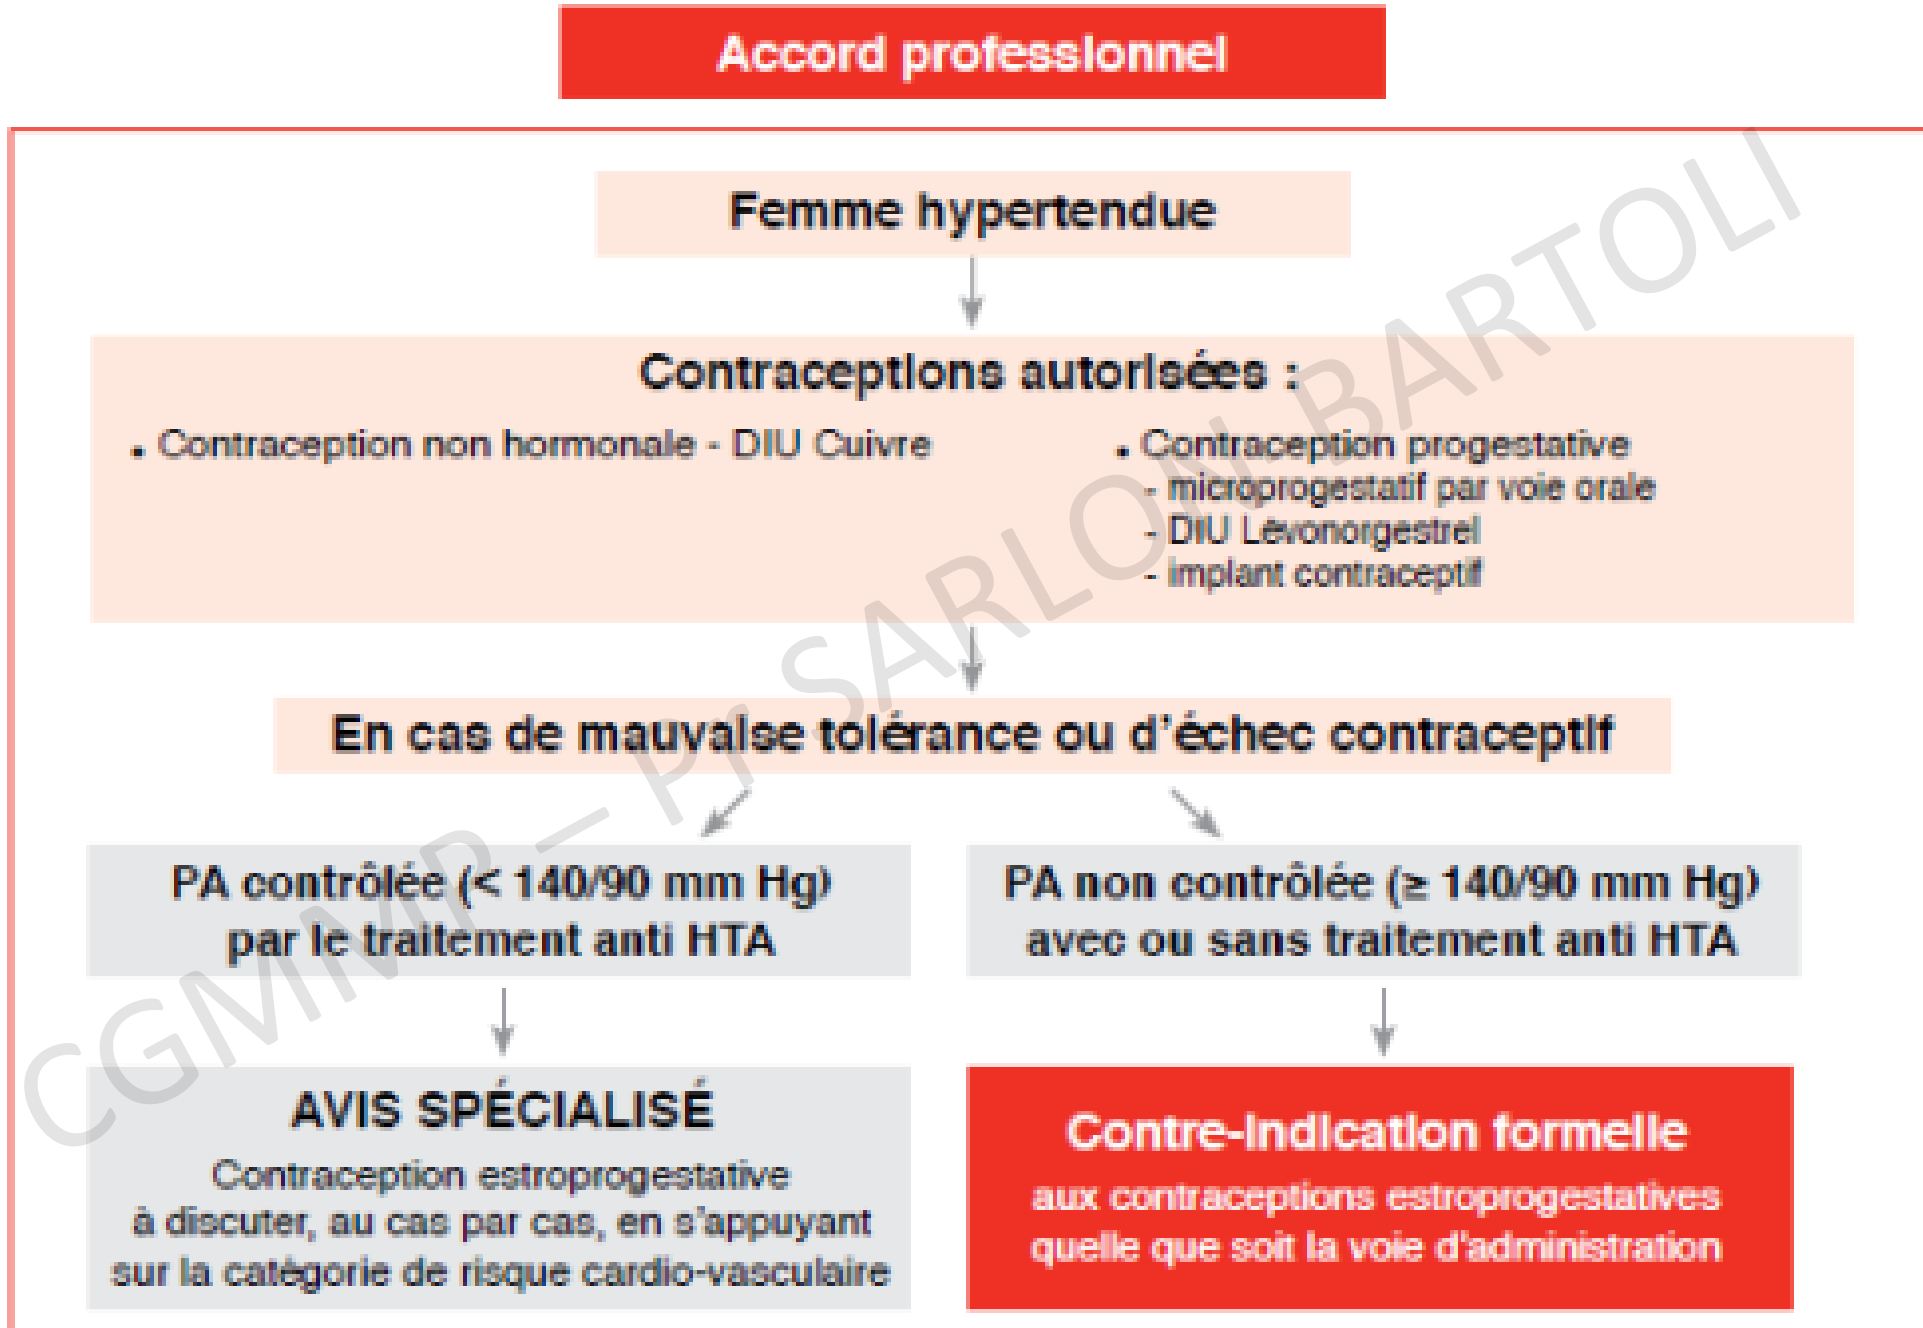 Accord professionnel
Femme hypertendue
Contraceptions autorisées :
• Contraception non hormonale - DIU Cuivre
• Contraception progestative
- microprogestatif par voie orale
- DIU Lévonorgestrel
- implant contraceptif
En cas de mauvaise tolérance ou d'échec contraceptif
PA contrôlée (< 140/90 mm Hg)
par le traitement anti HTA
PA non contrôlée (≥ 140/90 mm Hg)
avec ou sans traitement anti HTA
AVIS SPÉCIALISÉ
Contraception estroprogestative
à discuter, au cas par cas, en s'appuyant
sur la catégorie de risque cardio-vasculaire
Contre-indication formelle
aux contraceptions estroprogestatives
quelle que soit la voie d'administration
CGMMP – Pr SARLON-BARTOLI